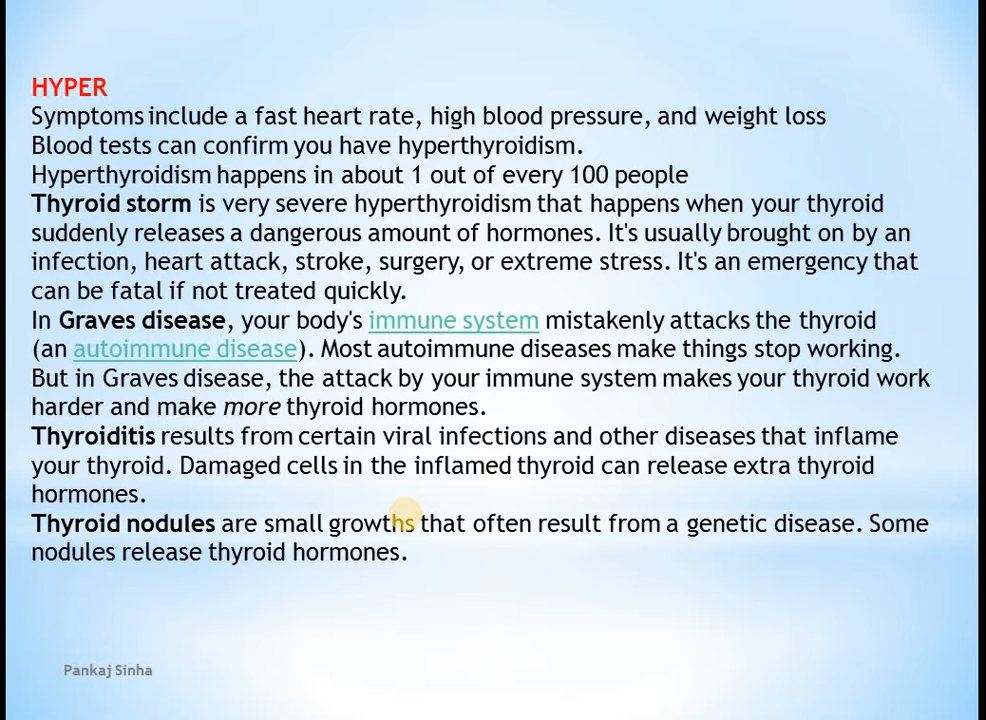 HYPER
Symptoms include a fast heart rate, high blood pressure, and weight loss
Blood tests can confirm you have hyperthyroidism.
Hyperthyroidism happens in about 1 out of every 100 people
Thyroid storm is very severe hyperthyroidism that happens when your thyroid
suddenly releases a dangerous amount of hormones. It's usually brought on by an
infection, heart attack, stroke, surgery, or extreme stress. It's an emergency that
can be fatal if not treated quickly.
In Graves disease, your body's immune system mistakenly attacks the thyroid
(an autoimmune disease). Most autoimmune diseases make things stop working.
But in Graves disease, the attack by your immune system makes your thyroid work
harder and make more thyroid hormones.
Thyroiditis results from certain viral infections and other diseases that inflame
your thyroid. Damaged cells in the inflamed thyroid can release extra thyroid
hormones.
Thyroid nodules are small growths that often result from a genetic disease. Some
nodules release thyroid hormones.
Pankaj Sinha